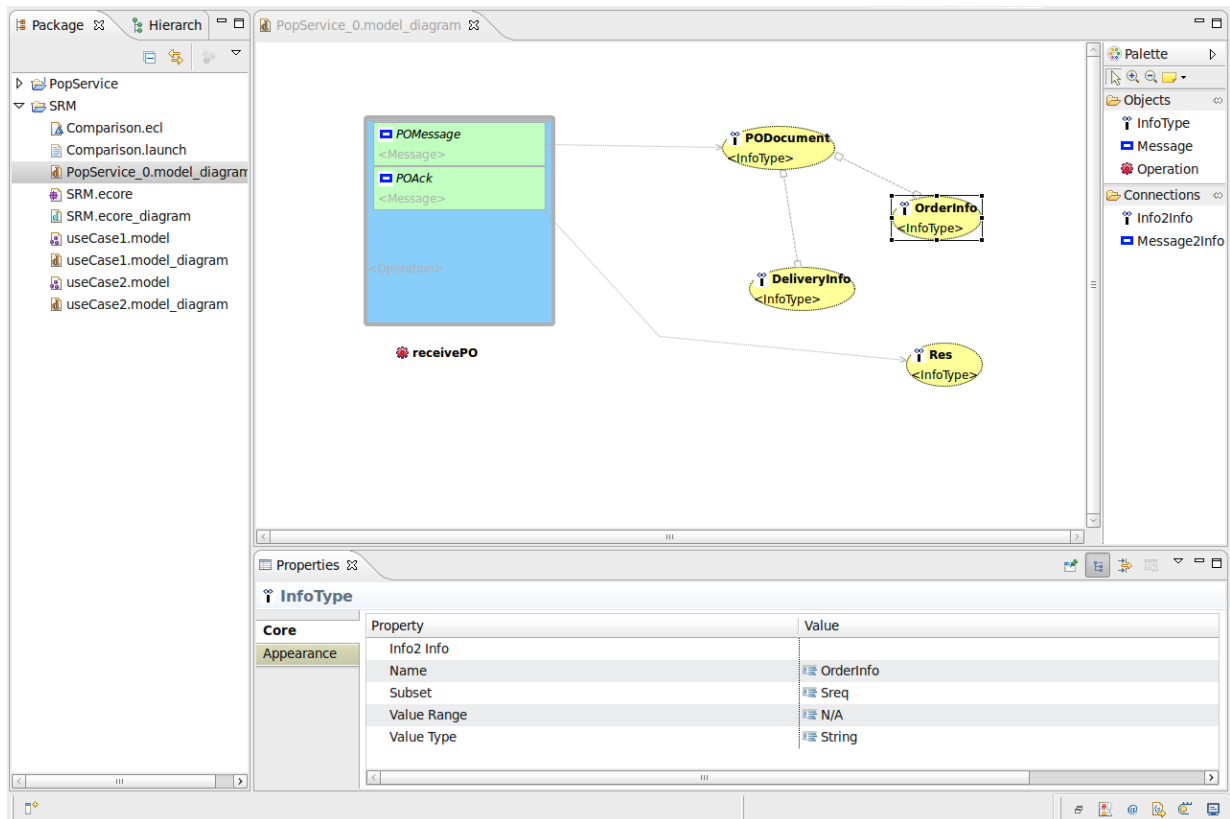 Package
Hierarch
PopService_0.model_diagram
PopService
SRM
Comparison.ecl
Comparison.launch
PopService_0.model_diagram
SRM.ecore
SRM.ecore_diagram
useCase1.model
useCase1.model_diagram
useCase2.model
useCase2.model_diagram
POMessage
<Message>
POAck
<Message>
<Operation>
receivePO
PODocument
<InfoType>
OrderInfo
<InfoType>
DeliveryInfo
<InfoType>
Res
<InfoType>
Palette
Objects
InfoType
Message
Operation
Connections
Info2Info
Message2Info
Properties
InfoType
Core
Appearance
Property Value
Info2 Info
Name OrderInfo
Subset Sreq
Value Range N/A
Value Type String